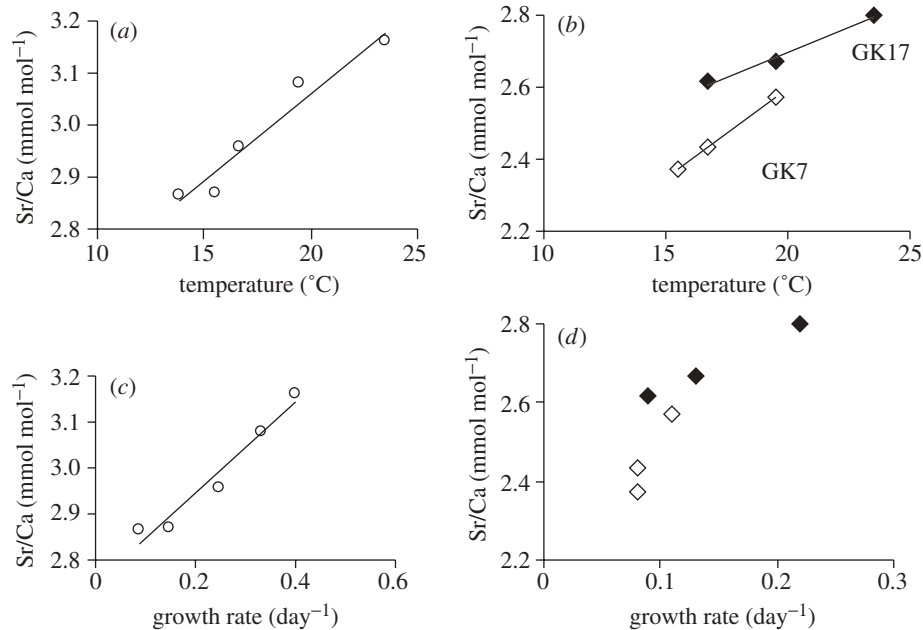 (a)
Sr/Ca (mmol mol⁻¹)
3.2
3.1
3.0
2.9
2.8
10 15 20 25
temperature (˚C)
(b)
Sr/Ca (mmol mol⁻¹)
2.8
2.6
2.4
2.2
GK17
GK7
10 15 20 25
temperature (˚C)
(c)
Sr/Ca (mmol mol⁻¹)
3.2
3.1
3.0
2.9
2.8
0 0.2 0.4 0.6
growth rate (day⁻¹)
(d)
Sr/Ca (mmol mol⁻¹)
2.8
2.6
2.4
2.2
0 0.1 0.2 0.3
growth rate (day⁻¹)